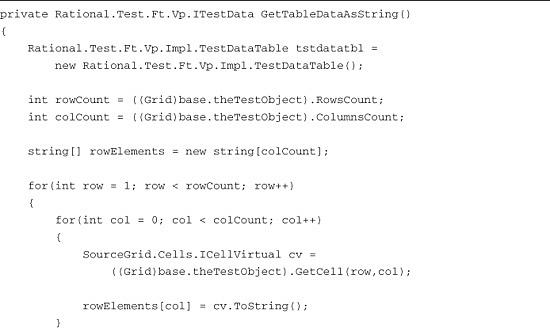 private Rational.Test.Ft.Vp.ITestData GetTableDataAsString()
{
    Rational.Test.Ft.Vp.Impl.TestDataTable tstdatatbl =
        new Rational.Test.Ft.Vp.Impl.TestDataTable();
    int rowCount = ((Grid)base.theTestObject).RowsCount;
    int colCount = ((Grid)base.theTestObject).ColumnsCount;
    string[] rowElements = new string[colCount];
    for(int row = 1; row < rowCount; row++)
    {
        for(int col = 0; col < colCount; col++)
        {
            SourceGrid.Cells.ICellVirtual cv =
                ((Grid)base.theTestObject).GetCell(row,col);
            rowElements[col] = cv.ToString();
        }